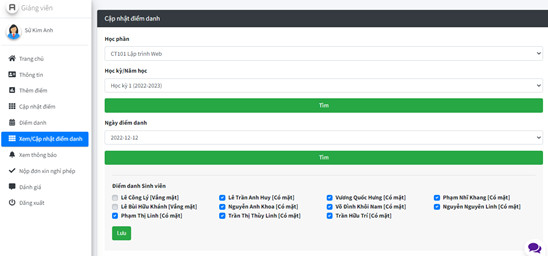 Giảng viên
Sử Kim Anh
Trang chủ
Thông tin
Thêm điểm
Cập nhật điểm
Điểm danh
Xem/Cập nhật điểm danh
Xem thông báo
Nộp đơn xin nghỉ phép
Đánh giá
Đăng xuất
Cập nhật điểm danh
Học phần
CT101 Lập trình Web
Học kỳ/Năm học
Học kỳ 1 (2022-2023)
Tìm
Ngày điểm danh
2022-12-12
Tìm
Điểm danh Sinh viên
Lê Công Lý [Vắng mặt] Lê Trần Anh Huy [Có mặt] Vương Quốc Hưng [Có mặt] Phạm Nhĩ Khang [Có mặt]
Lê Bùi Hữu Khánh [Vắng mặt] Nguyễn Anh Khoa [Có mặt] Võ Đình Khôi Nam [Có mặt] Nguyễn Nguyên Linh [Có mặt]
Phạm Thị Linh [Có mặt] Trần Thị Thùy Linh [Có mặt] Trần Hữu Trí [Có mặt]
Lưu